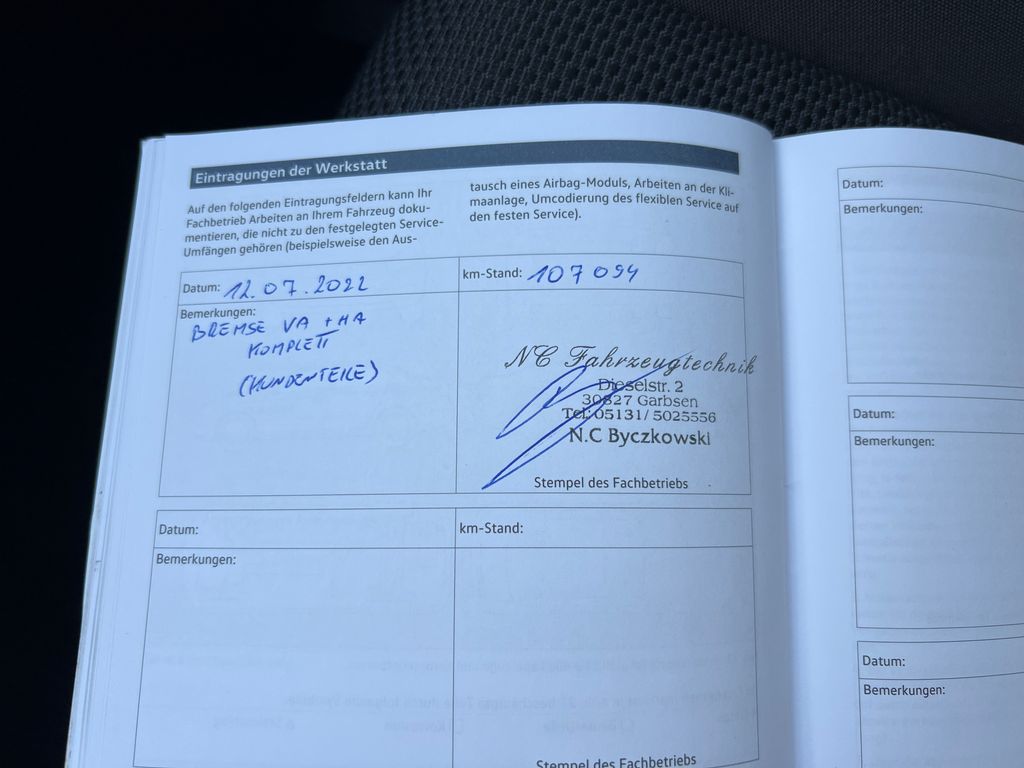 Eintragungen der Werkstatt
Auf den folgenden Eintragungsfeldern kann Ihr
Fachbetrieb Arbeiten an Ihrem Fahrzeug doku-
mentieren, die nicht zu den festgelegten Service-
Umfängen gehören (beispielsweise den Aus-
tausch eines Airbag-Moduls, Arbeiten an der Kli-
maanlage, Umcodierung des flexiblen Service auf
den festen Service).
Datum: 12.07.2022
km-Stand: 107094
Bemerkungen:
BREMSE VA + HA
KOMPLETT
(KUNDENTEILE)
NC Fahrzeugtechnik
Dieselstr. 2
30827 Garbsen
Tel: 05131/5025556
N.C Byczkowski
Stempel des Fachbetriebs
Datum:
km-Stand:
Bemerkungen:
Stempel des Fachbetriebs
Datum:
Bemerkungen:
Datum:
Bemerkungen:
Datum:
Bemerkungen: